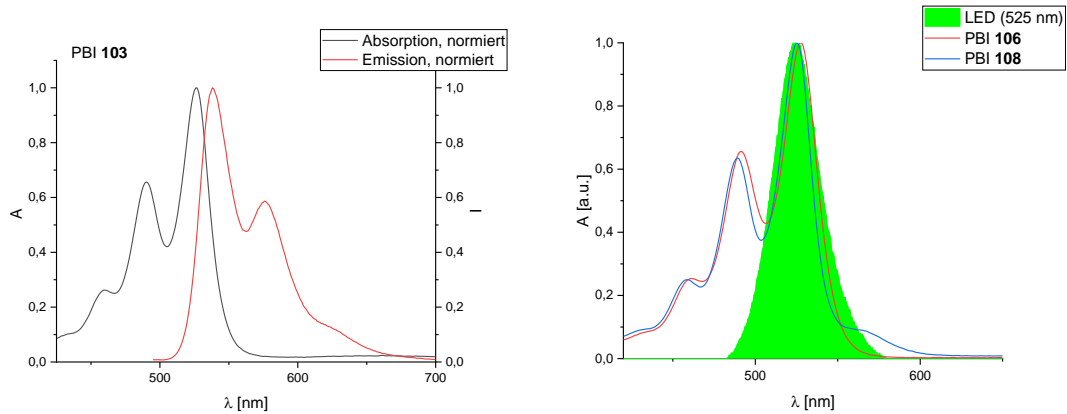 PBI 103
Absorption, normiert
Emission, normiert
1,0
0,8
0,6
0,4
0,2
0,0
A
1,0
0,8
0,6
0,4
0,2
0,0
I
500
600
700
λ [nm]
LED (525 nm)
PBI 106
PBI 108
1,0
0,8
0,6
0,4
0,2
0,0
A [a.u.]
500
600
λ [nm]